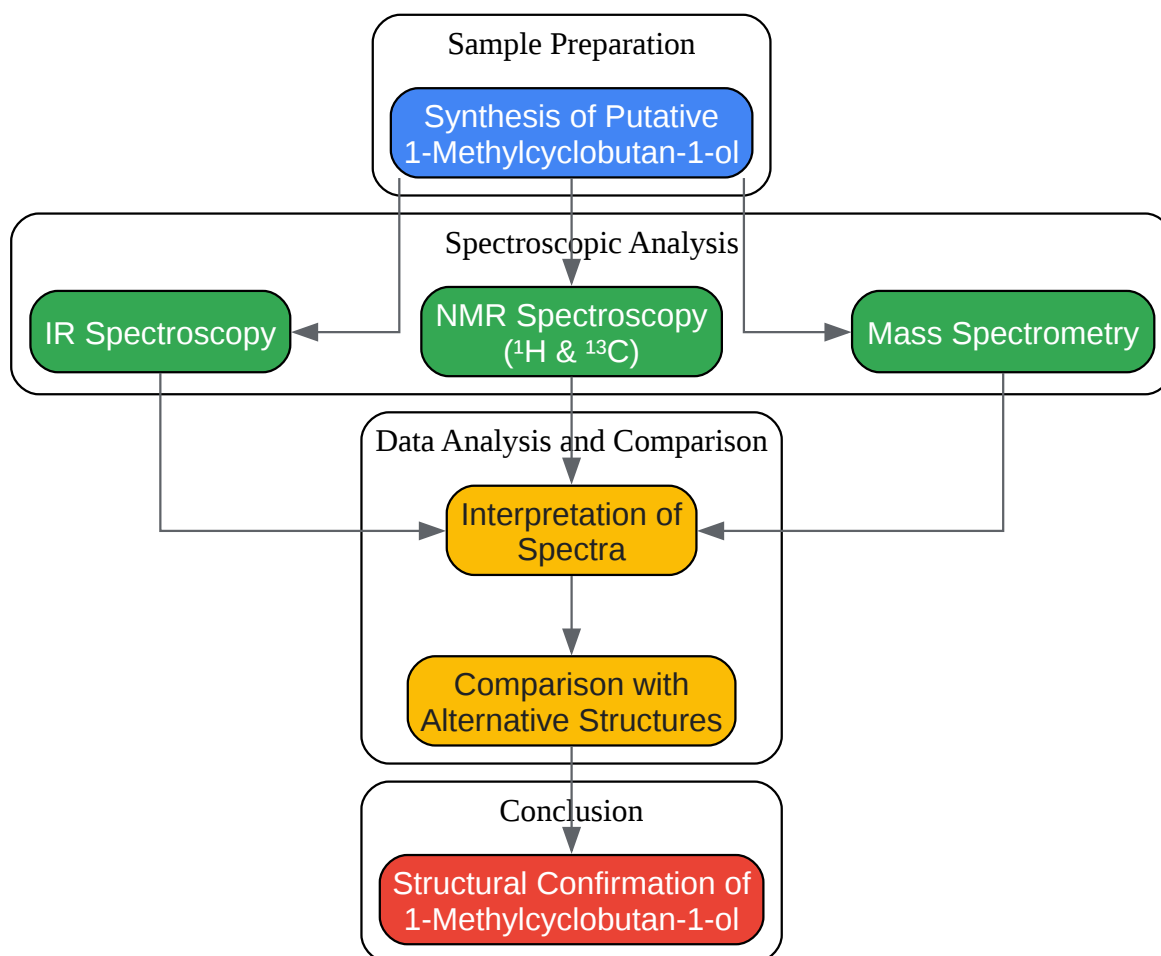 Sample Preparation
Synthesis of Putative
1-Methylcyclobutan-1-ol
Spectroscopic Analysis
IR Spectroscopy
NMR Spectroscopy
(¹H & ¹³C)
Mass Spectrometry
Data Analysis and Comparison
Interpretation of
Spectra
Comparison with
Alternative Structures
Conclusion
Structural Confirmation of
1-Methylcyclobutan-1-ol